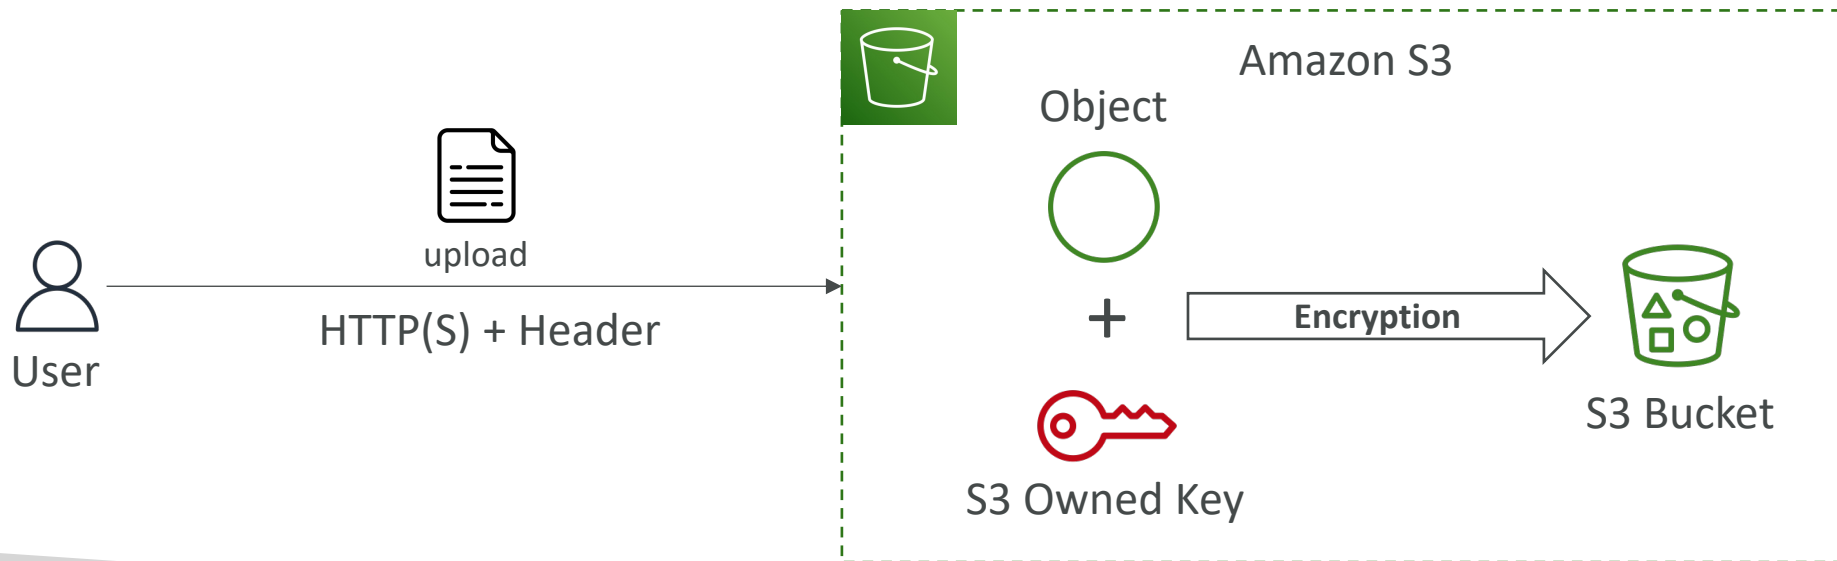 Amazon S3
Object
upload
HTTP(S) + Header
User
+
Encryption
S3 Bucket
S3 Owned Key